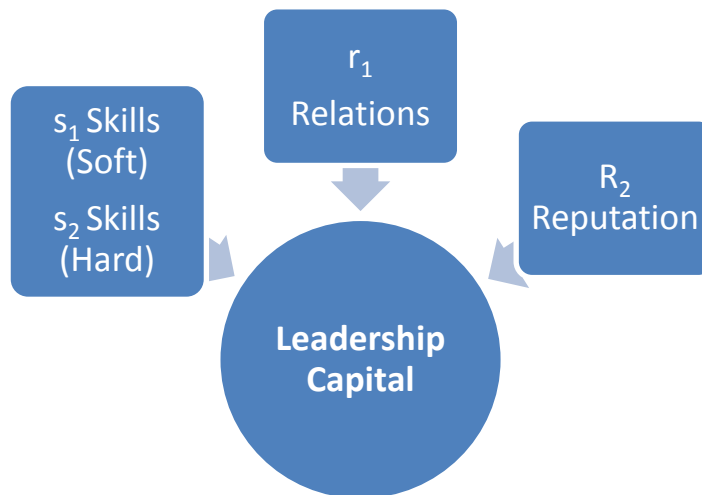 s₁ Skills
(Soft)
s₂ Skills
(Hard)
r₁
Relations
R₂
Reputation
Leadership
Capital